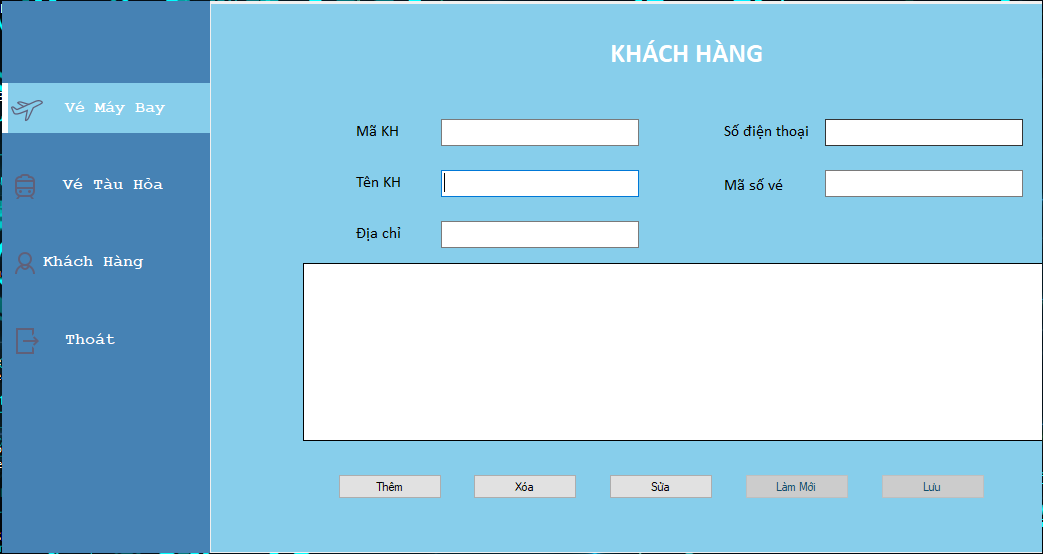 Vé Máy Bay
Vé Tàu Hỏa
Khách Hàng
Thoát
KHÁCH HÀNG
Mã KH
Số điện thoại
Tên KH
Mã số vé
Địa chỉ
Thêm
Xóa
Sửa
Làm Mới
Lưu